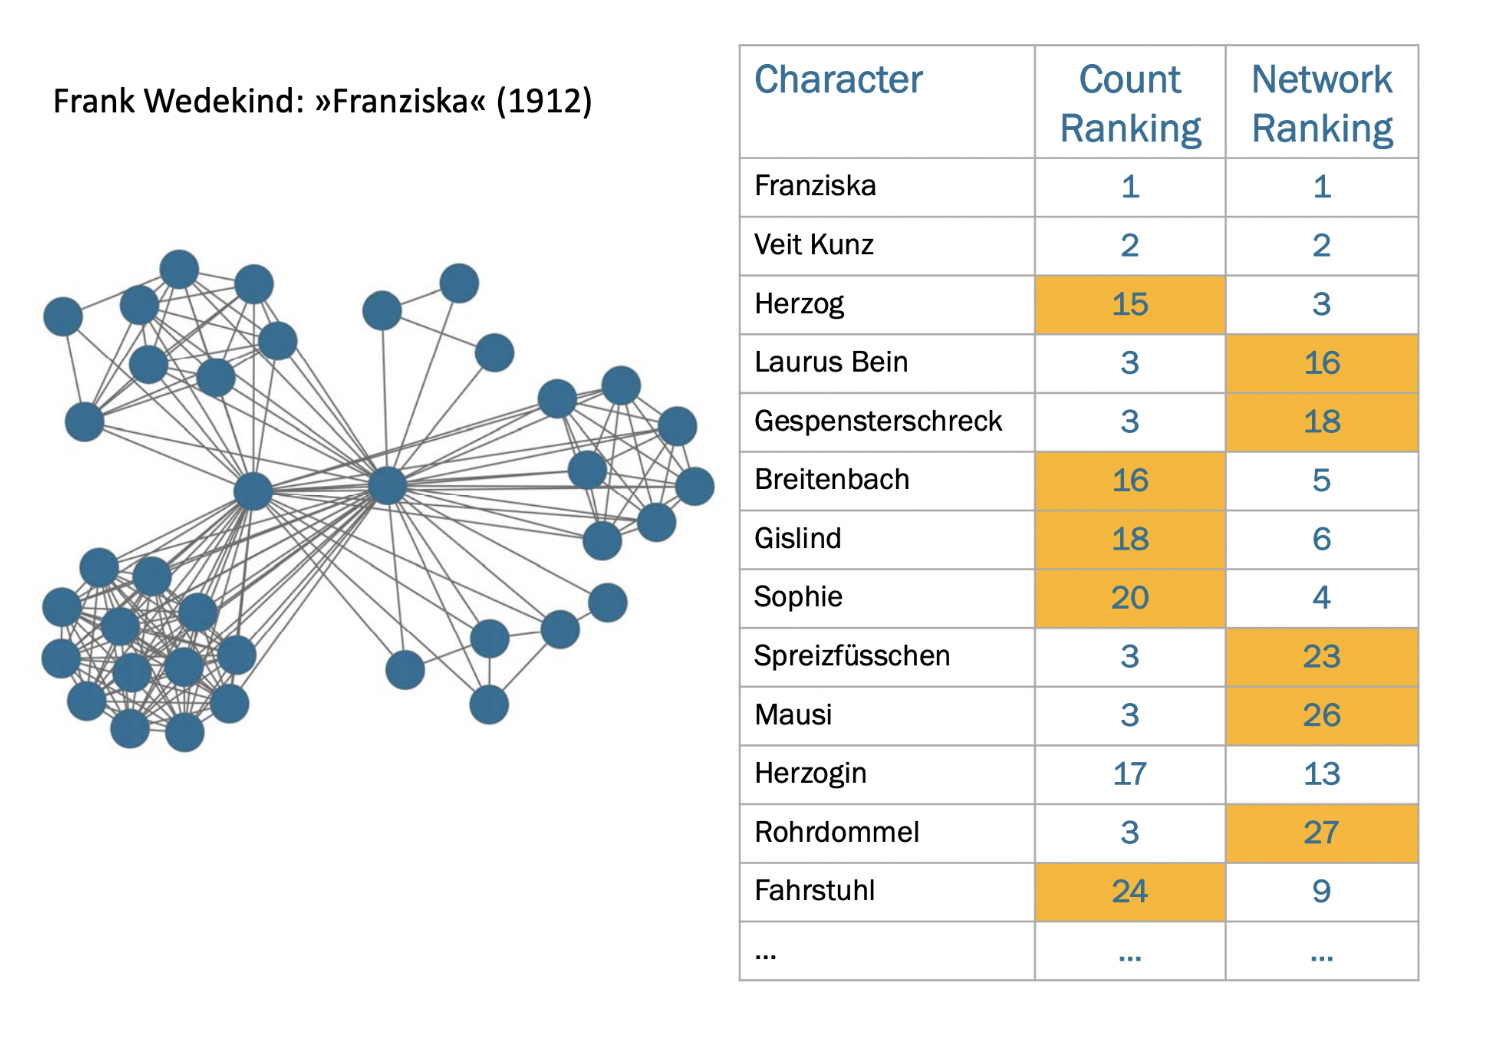 Frank Wedekind: »Franziska« (1912)
Character Count Ranking Network Ranking
Franziska 1 1
Veit Kunz 2 2
Herzog 15 3
Laurus Bein 3 16
Gespensterschreck 3 18
Breitenbach 16 5
Gislind 18 6
Sophie 20 4
Spreizfüsschen 3 23
Mausi 3 26
Herzogin 17 13
Rohrdommel 3 27
Fahrstuhl 24 9
... ... ...